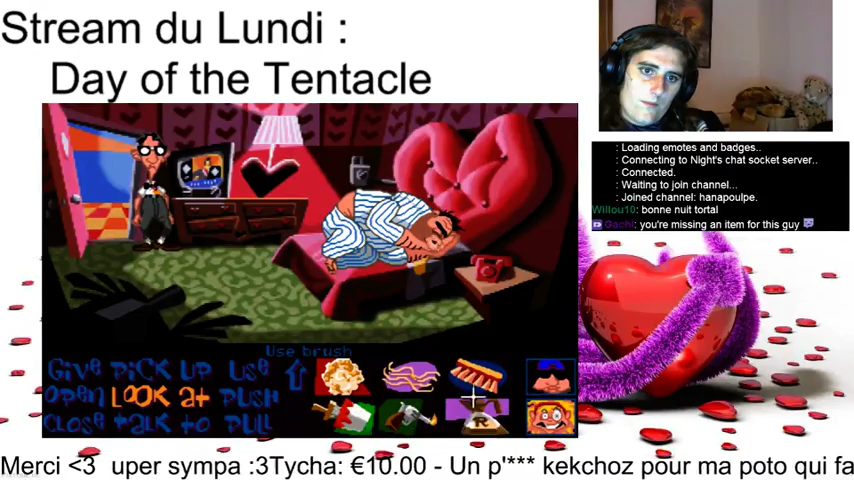 Stream du Lundi :
Day of the Tentacle
: Loading emotes and badges..
: Connecting to Night's chat socket server..
: Connected.
: Waiting to join channel...
: Joined channel: hanapoulpe.
Willou10: bonne nuit tortal
Gachi: you're missing an item for this guy
Use brush
Give Pick up Use
Open Look at Push
Close Talk to Pull
R
Merci <3 uper sympa :3Tycha: €10.00 - Un p'*** kekchoz pour ma poto qui fa